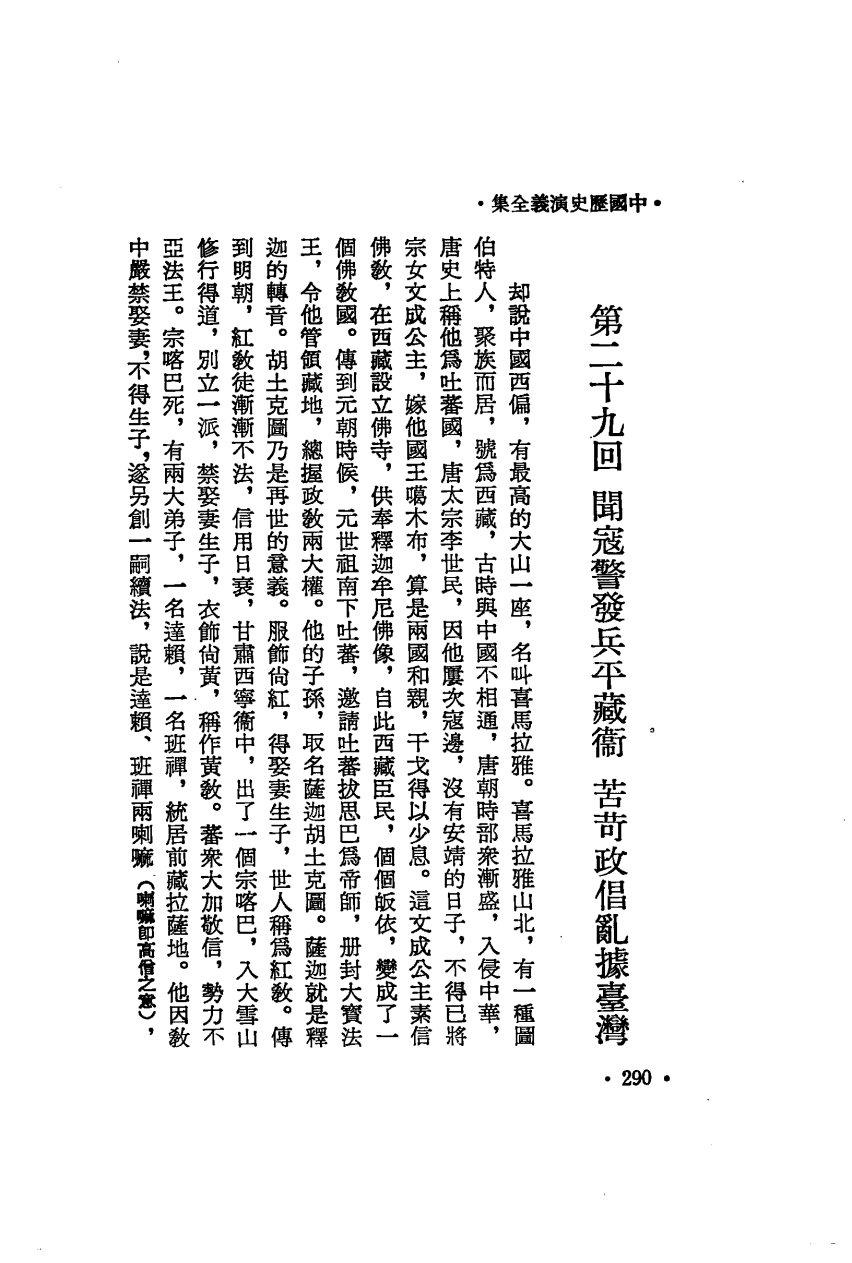 •中國歷史演義全集•
第二十九回 聞寇警發兵平藏衞 苦苛政倡亂據臺灣
却說中國西偏，有最高的大山一座，名叫喜馬拉雅。喜馬拉雅山北，有一種圖
伯特人，聚族而居，號爲西藏，古時與中國不相通，唐朝時部衆漸盛，入侵中華，
唐史上稱他爲吐蕃國，唐太宗李世民，因他屢次寇邊，沒有安靖的日子，不得已將
宗女文成公主，嫁他國王噶木布，算是兩國和親，干戈得以少息。這文成公主素信
佛教，在西藏設立佛寺，供奉釋迦牟尼佛像，自此西藏臣民，個個皈依，變成了一
個佛教國。傳到元朝時候，元世祖南下吐蕃，邀請吐蕃拔思巴爲帝師，册封大寶法
王，令他管領藏地，總握政教兩大權。他的子孫，取名薩迦胡土克圖。薩迦就是釋
迦的轉音。胡土克圖乃是再世的意義。服飾尙紅，得娶妻生子，世人稱爲紅教。傳
到明朝，紅教徒漸漸不法，信用日衰，甘肅西寧衞中，出了一個宗喀巴，入大雪山
修行得道，別立一派，禁娶妻生子，衣飾尙黃，稱作黃教。蕃衆大加敬信，勢力不
亞法王。宗喀巴死，有兩大弟子，一名達賴，一名班禪，統居前藏拉薩地。他因教
中嚴禁娶妻，不得生子，遂另創一嗣續法，說是達賴、班禪兩喇嘛（喇嘛卽高僧之意），
•290•